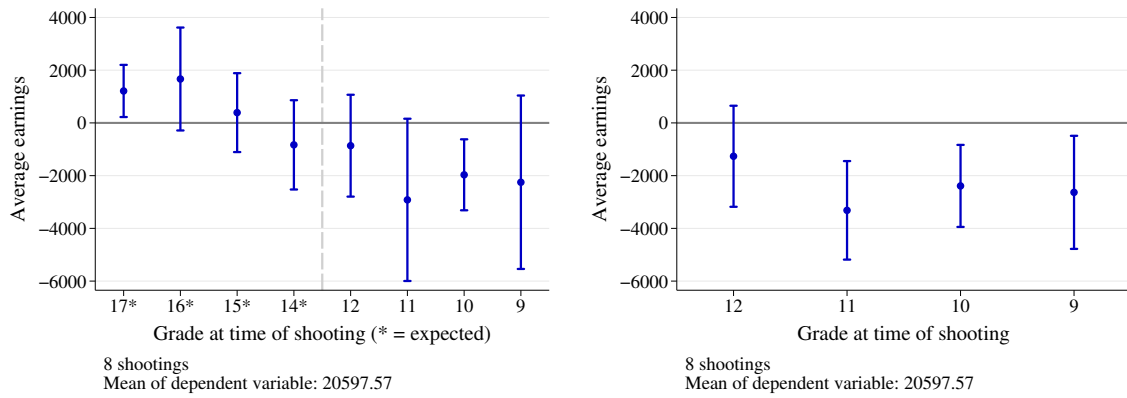 4000
2000
0
−2000
−4000
−6000
Average earnings
17* 16* 15* 14* 12 11 10 9
Grade at time of shooting (* = expected)
8 shootings
Mean of dependent variable: 20597.57
4000
2000
0
−2000
−4000
−6000
Average earnings
12 11 10 9
Grade at time of shooting
8 shootings
Mean of dependent variable: 20597.57